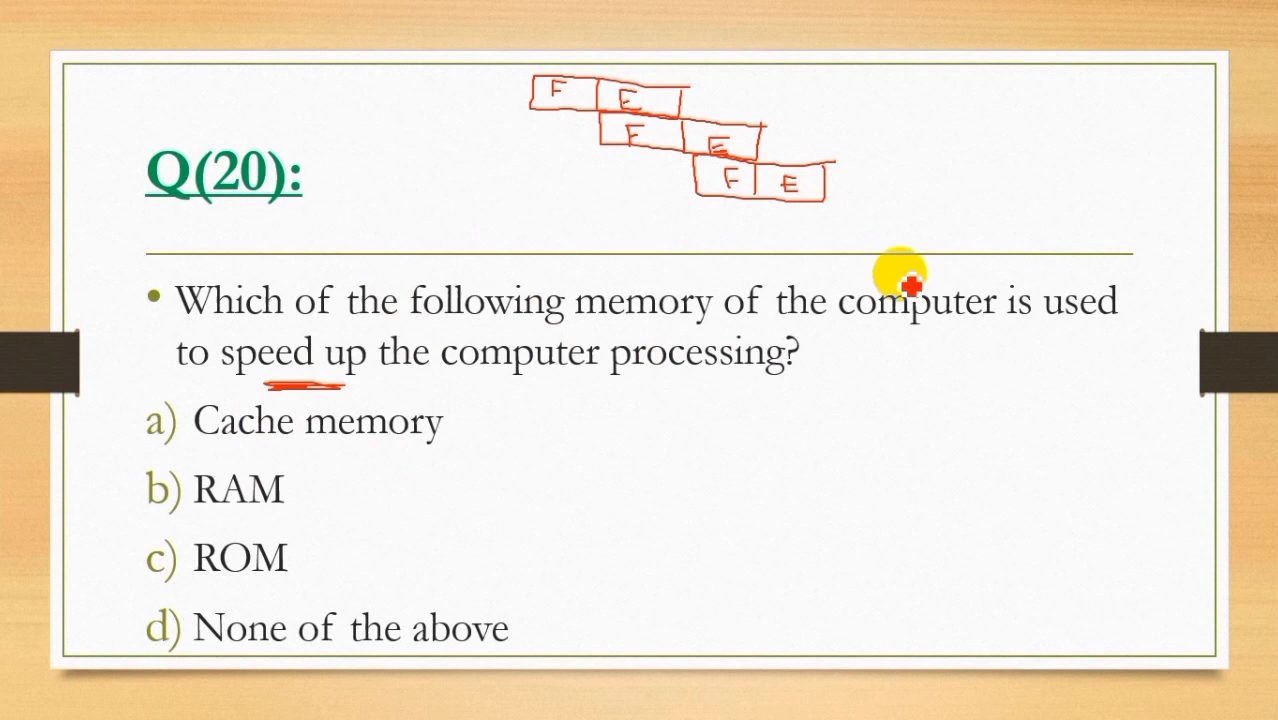 F E
F E
F E
Q(20):
• Which of the following memory of the computer is used
to speed up the computer processing?
a) Cache memory
b) RAM
c) ROM
d) None of the above